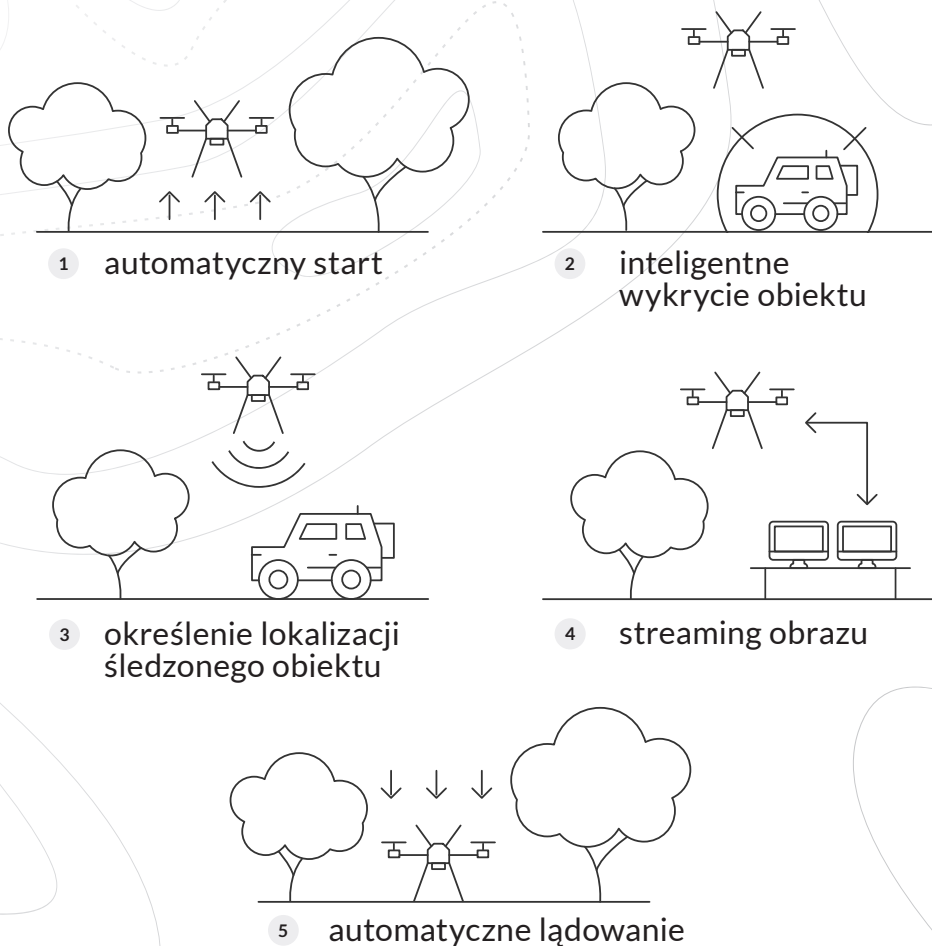 1 automatyczny start
2 inteligentne
wykrycie obiektu
3 określenie lokalizacji
śledzonego obiektu
4 streaming obrazu
5 automatyczne lądowanie